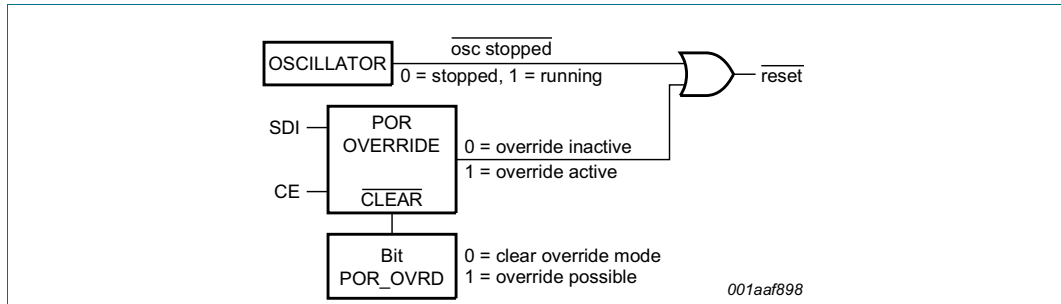 osc stopped
OSCILLATOR
0 = stopped, 1 = running
reset
SDI
POR
OVERRIDE
0 = override inactive
1 = override active
CE
CLEAR
Bit
POR_OVRD
0 = clear override mode
1 = override possible
001aaf898